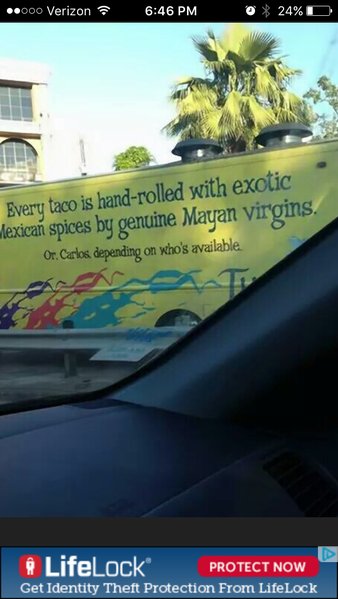 Verizon 6:46 PM 24%
Every taco is hand-rolled with exotic
Mexican spices by genuine Mayan virgins.
Or, Carlos, depending on who's available.
LifeLock®
PROTECT NOW
Get Identity Theft Protection From LifeLock